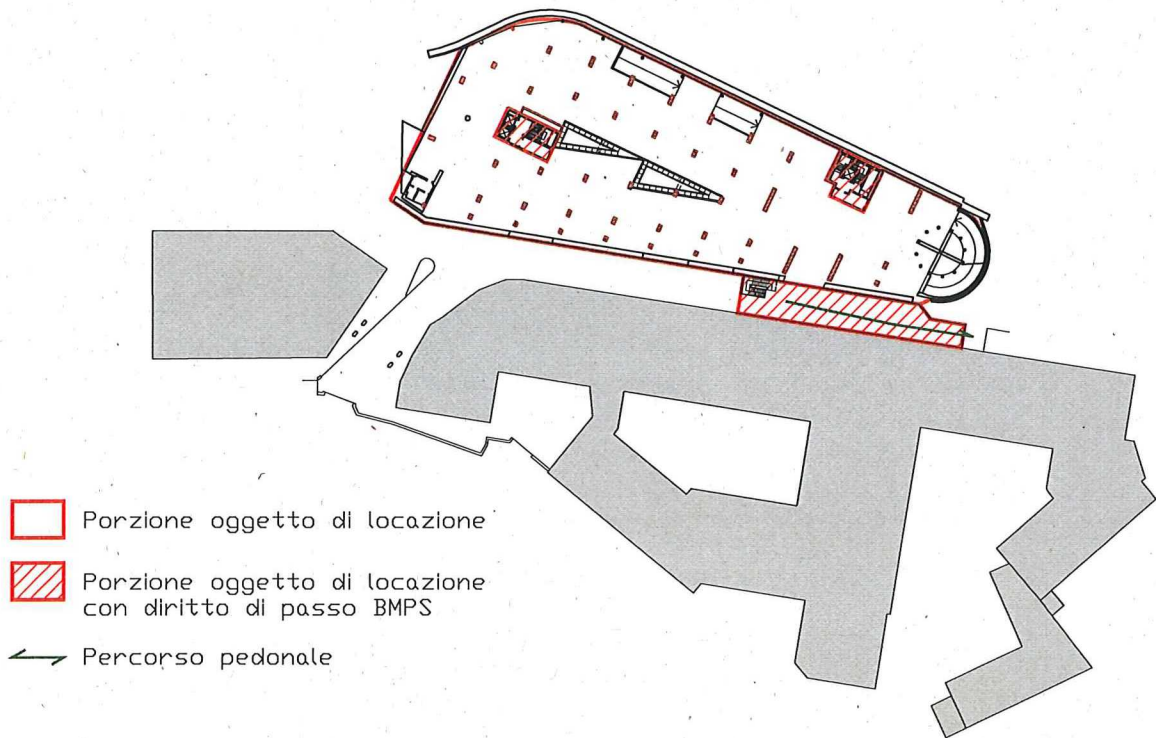 Porzione oggetto di locazione
Porzione oggetto di locazione
con diritto di passo BMPS
Percorso pedonale